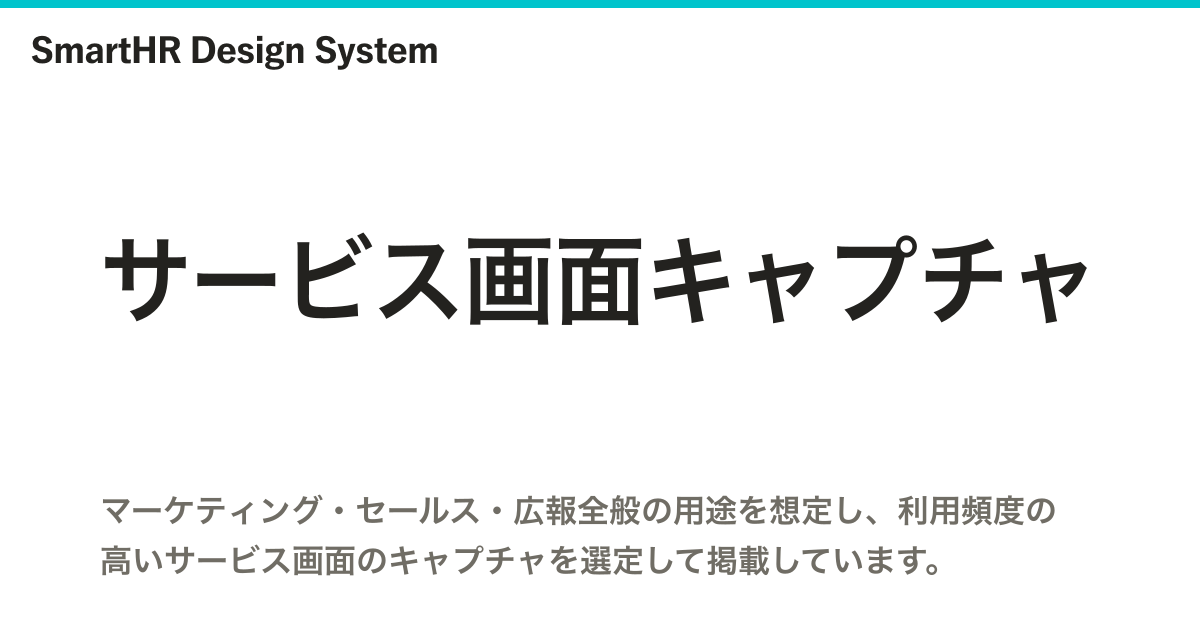 SmartHR Design System
サービス画面キャプチャ
マーケティング・セールス・広報全般の用途を想定し、利用頻度の
高いサービス画面のキャプチャを選定して掲載しています。